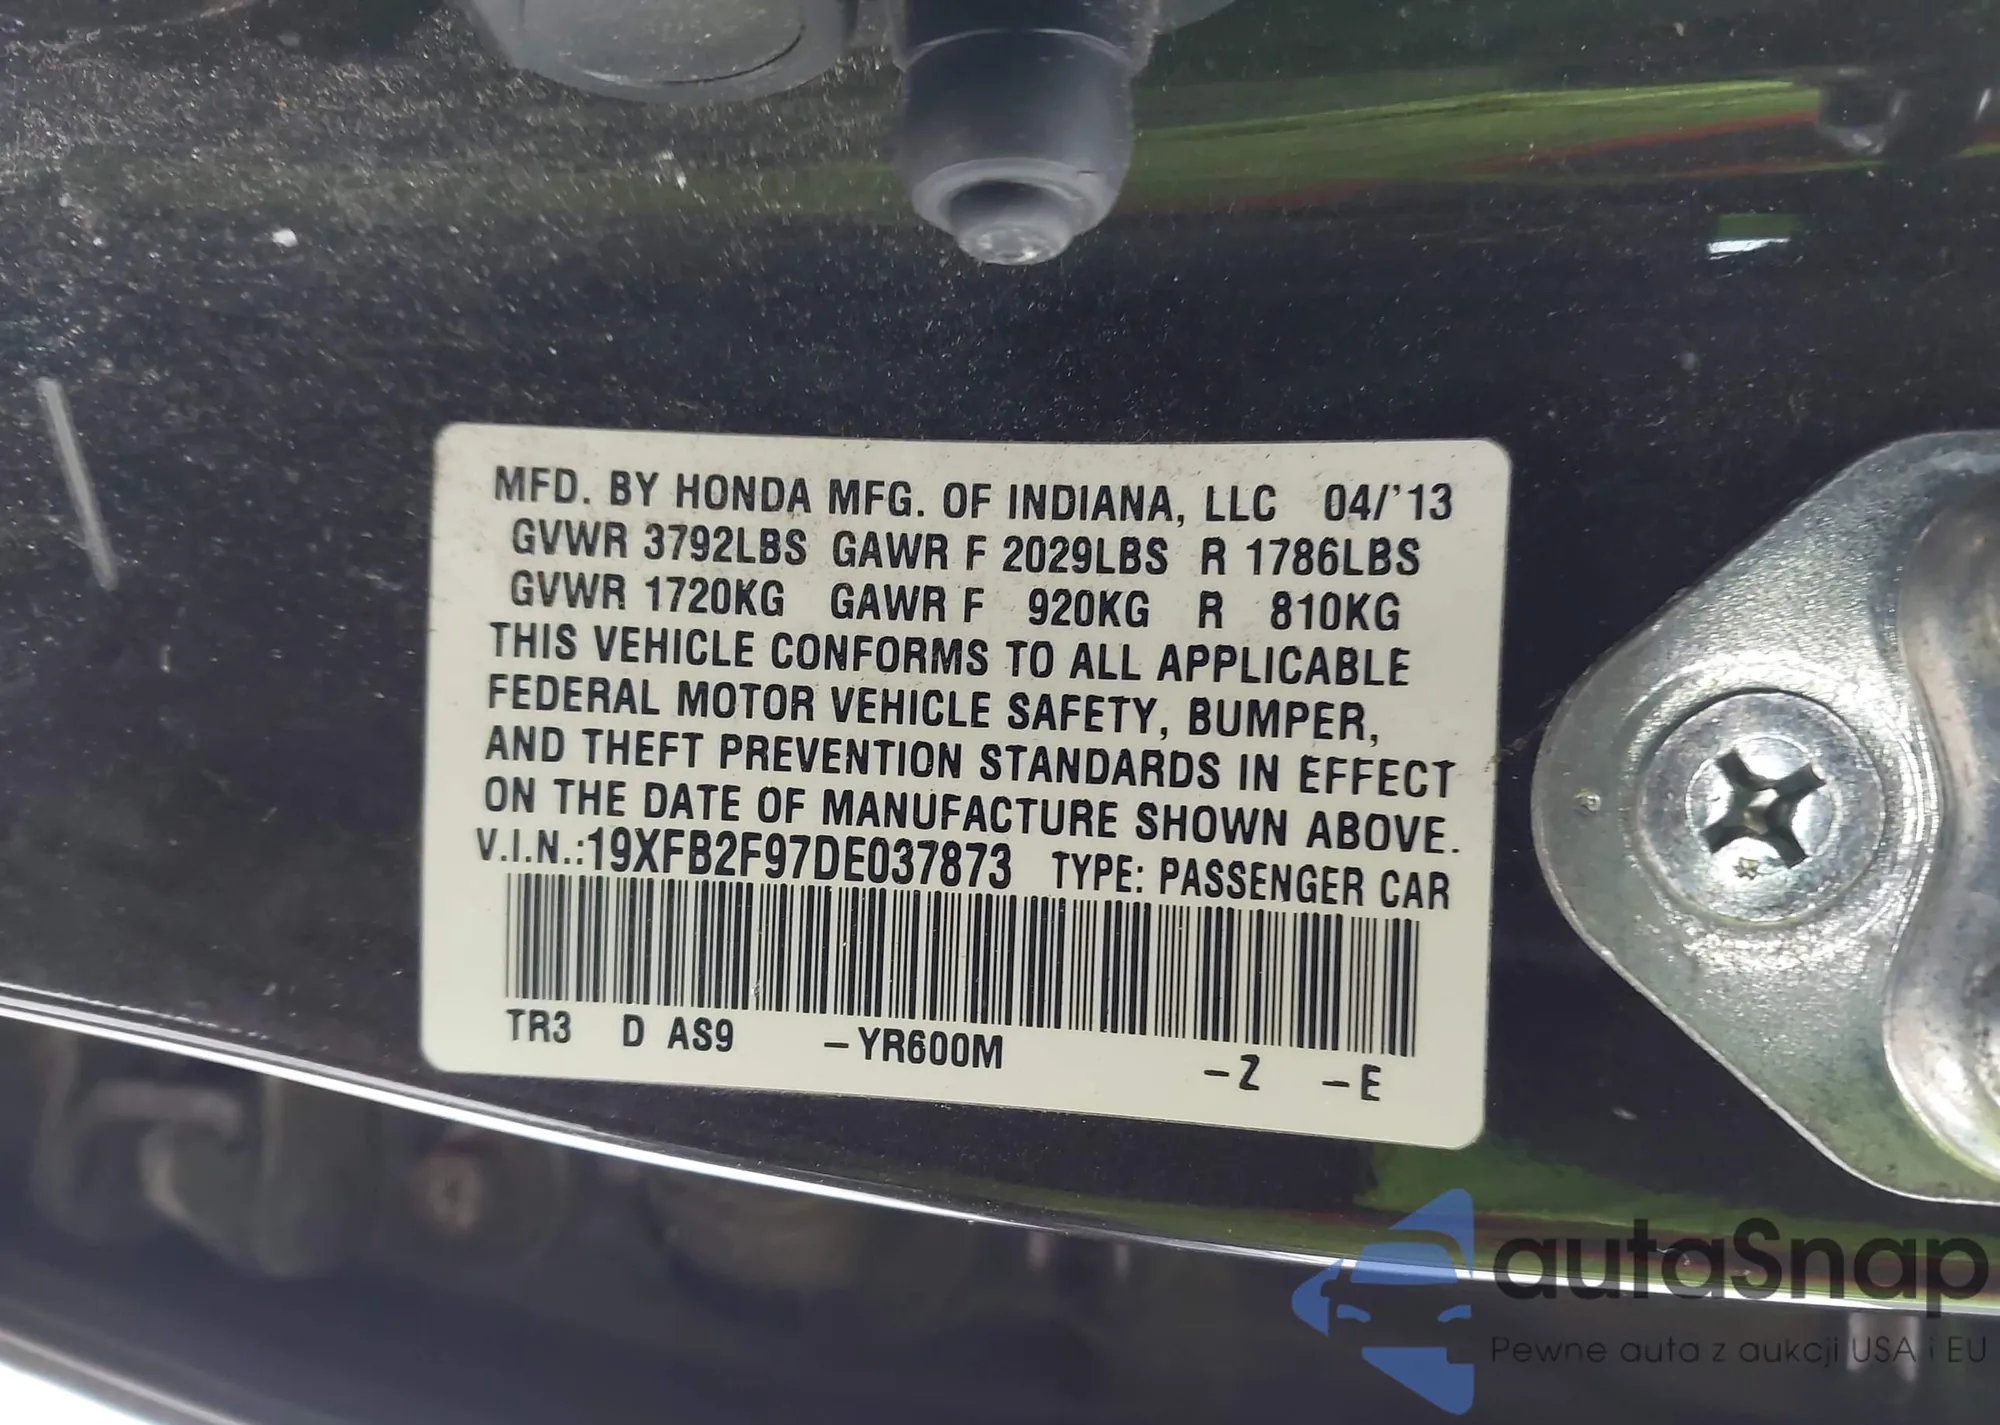 MFD. BY HONDA MFG. OF INDIANA, LLC 04/'13
GVWR 3792LBS GAWR F 2029LBS R 1786LBS
GVWR 1720KG GAWR F 920KG R 810KG
THIS VEHICLE CONFORMS TO ALL APPLICABLE
FEDERAL MOTOR VEHICLE SAFETY, BUMPER,
AND THEFT PREVENTION STANDARDS IN EFFECT
ON THE DATE OF MANUFACTURE SHOWN ABOVE.
V.I.N.:19XFB2F97DE037873 TYPE: PASSENGER CAR
TR3 D AS9 –YR600M –Z –E
autaSnap
Pewne auta z aukcji USA i EU